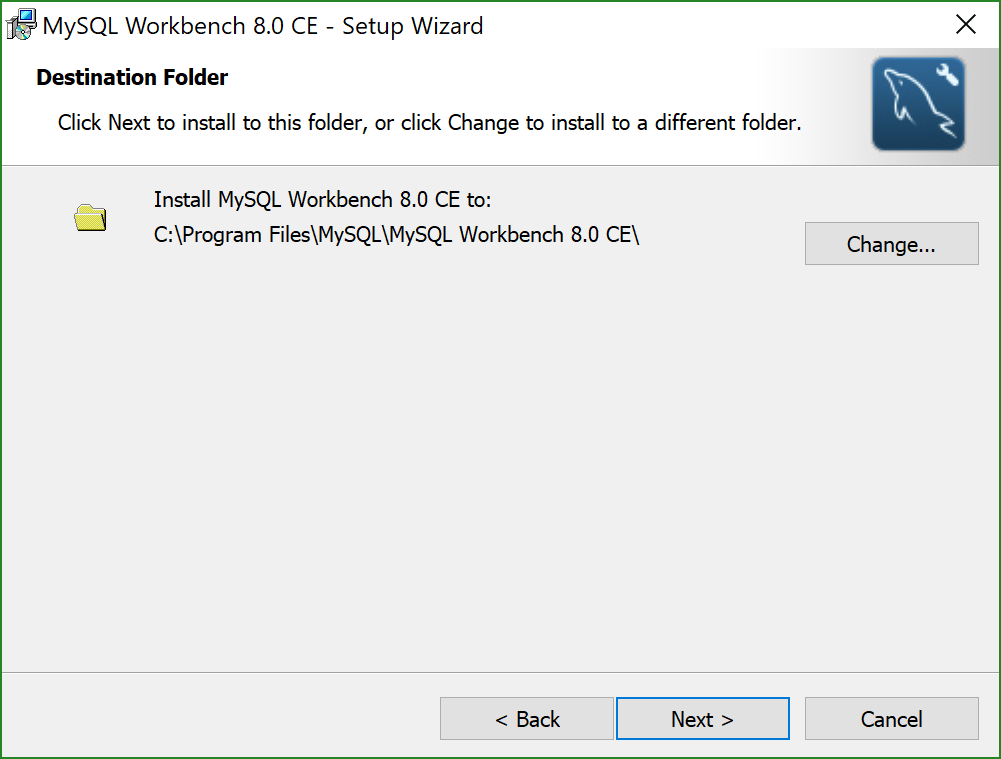 MySQL Workbench 8.0 CE - Setup Wizard
Destination Folder
Click Next to install to this folder, or click Change to install to a different folder.
Install MySQL Workbench 8.0 CE to:
C:\Program Files\MySQL\MySQL Workbench 8.0 CE\
Change...
< Back
Next >
Cancel